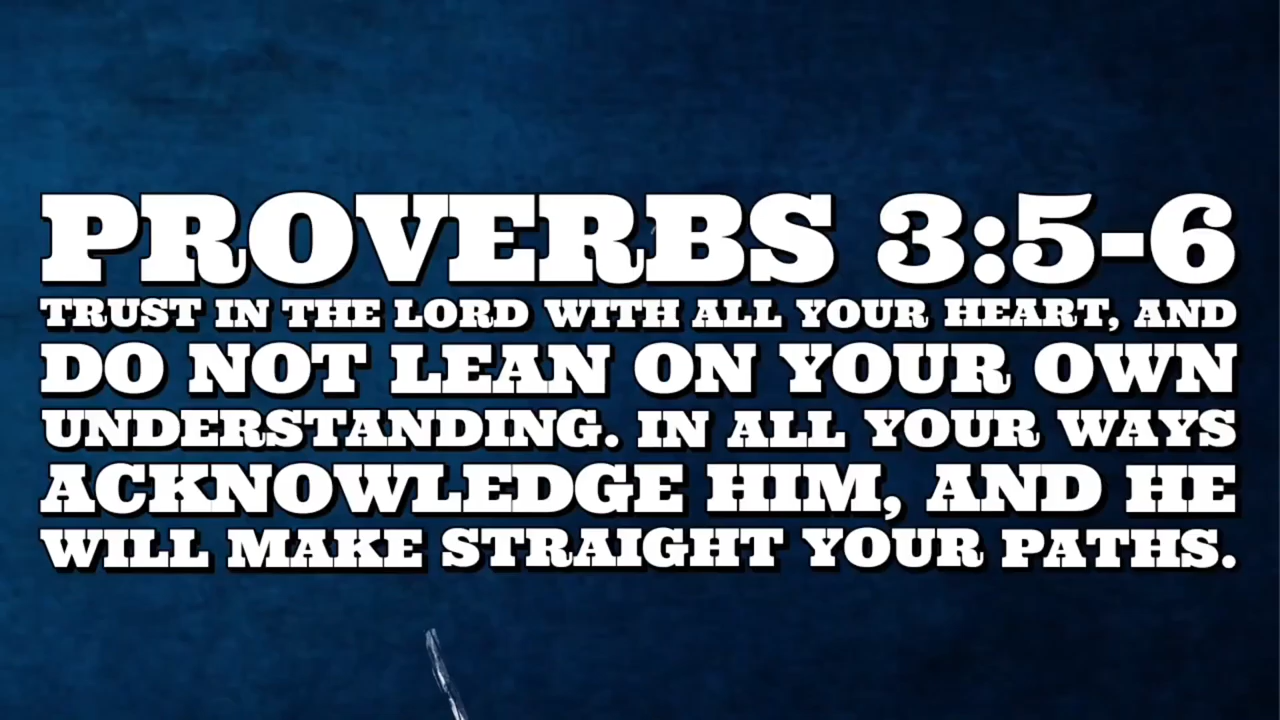 PROVERBS 3:5-6
TRUST IN THE LORD WITH ALL YOUR HEART, AND
DO NOT LEAN ON YOUR OWN
UNDERSTANDING. IN ALL YOUR WAYS
ACKNOWLEDGE HIM, AND HE
WILL MAKE STRAIGHT YOUR PATHS.